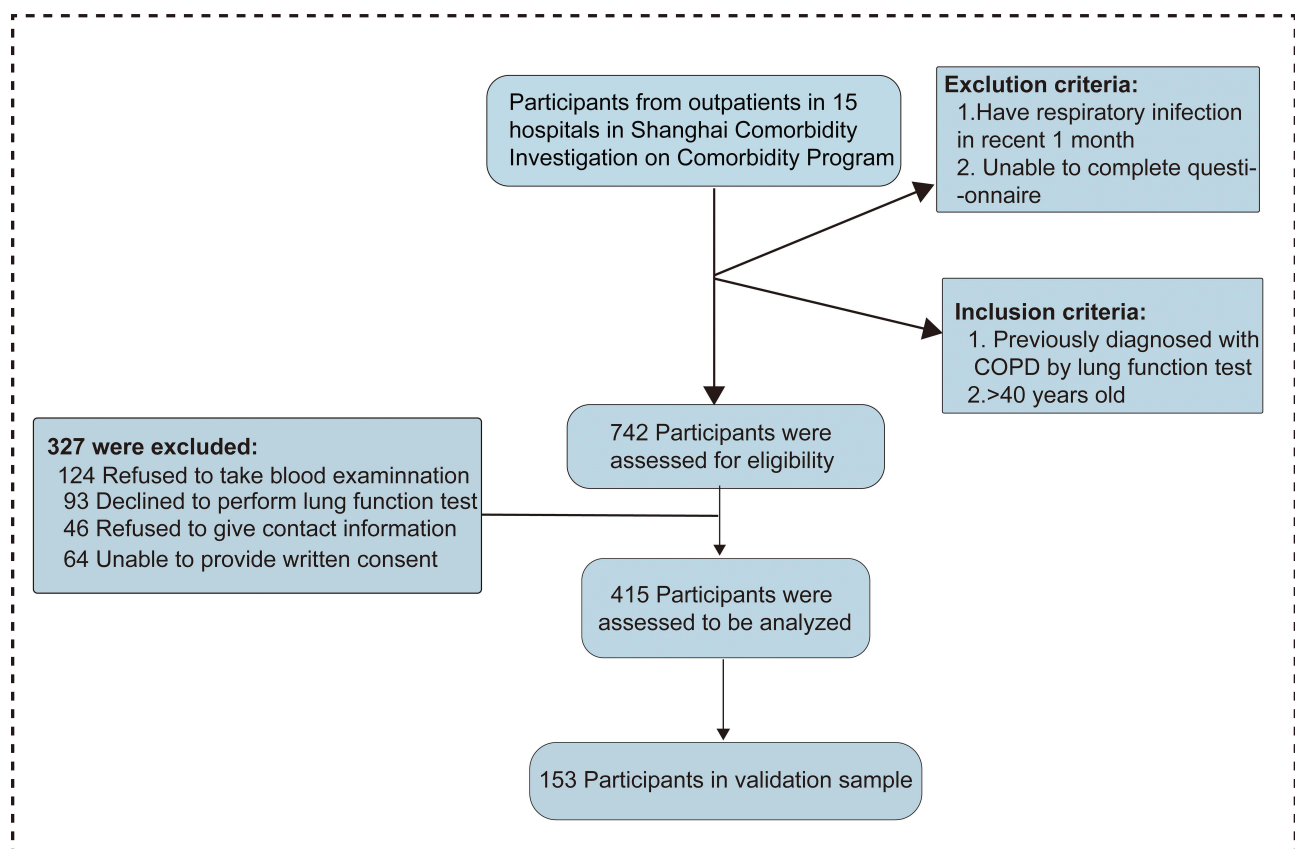 Participants from outpatients in 15
hospitals in Shanghai Comorbidity
Investigation on Comorbidity Program
Exclution criteria:
1.Have respiratory inifection
in recent 1 month
2. Unable to complete questi-
-onnaire
Inclusion criteria:
1. Previously diagnosed with
COPD by lung function test
2.>40 years old
742 Participants were
assessed for eligibility
327 were excluded:
124 Refused to take blood examinnation
93 Declined to perform lung function test
46 Refused to give contact information
64 Unable to provide written consent
415 Participants were
assessed to be analyzed
153 Participants in validation sample